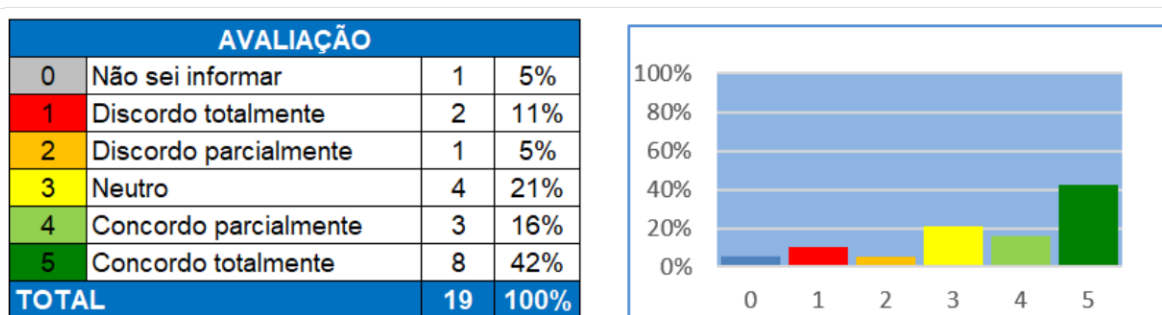 AVALIAÇÃO
0 Não sei informar 1 5%
1 Discordo totalmente 2 11%
2 Discordo parcialmente 1 5%
3 Neutro 4 21%
4 Concordo parcialmente 3 16%
5 Concordo totalmente 8 42%
TOTAL 19 100%
100%
80%
60%
40%
20%
0%
0 1 2 3 4 5